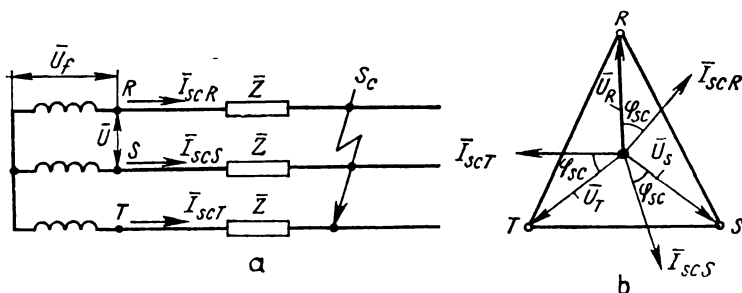 Ū_f
R
Ī_scR
Z̄
S_c
Ū
S
Ī_scS
Z̄
T
Ī_scT
Z̄
a
R
Ū_R
φ_sc
Ī_scR
Ī_scT
φ_sc
Ū_T
φ_sc
Ū_S
T
S
Ī_scS
b